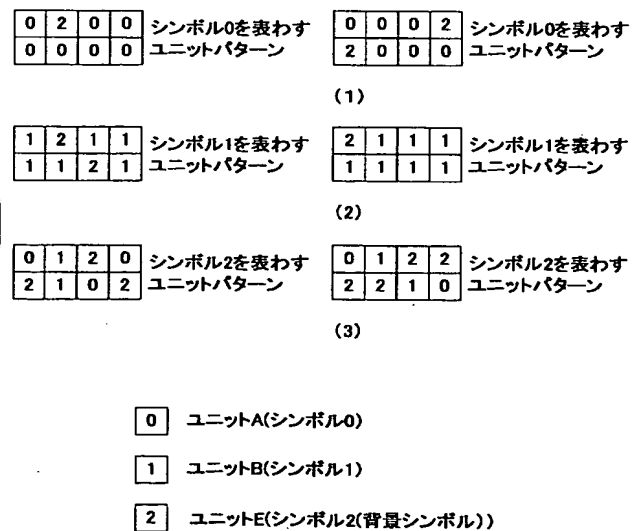 0 2 0 0 シンボル0を表わす
0 0 0 0 ユニットパターン
0 0 0 2 シンボル0を表わす
2 0 0 0 ユニットパターン
(1)
1 2 1 1 シンボル1を表わす
1 1 2 1 ユニットパターン
2 1 1 1 シンボル1を表わす
1 1 1 1 ユニットパターン
(2)
0 1 2 0 シンボル2を表わす
2 1 0 2 ユニットパターン
0 1 2 2 シンボル2を表わす
2 2 1 0 ユニットパターン
(3)
0 ユニットA(シンボル0)
1 ユニットB(シンボル1)
2 ユニットE(シンボル2(背景シンボル))